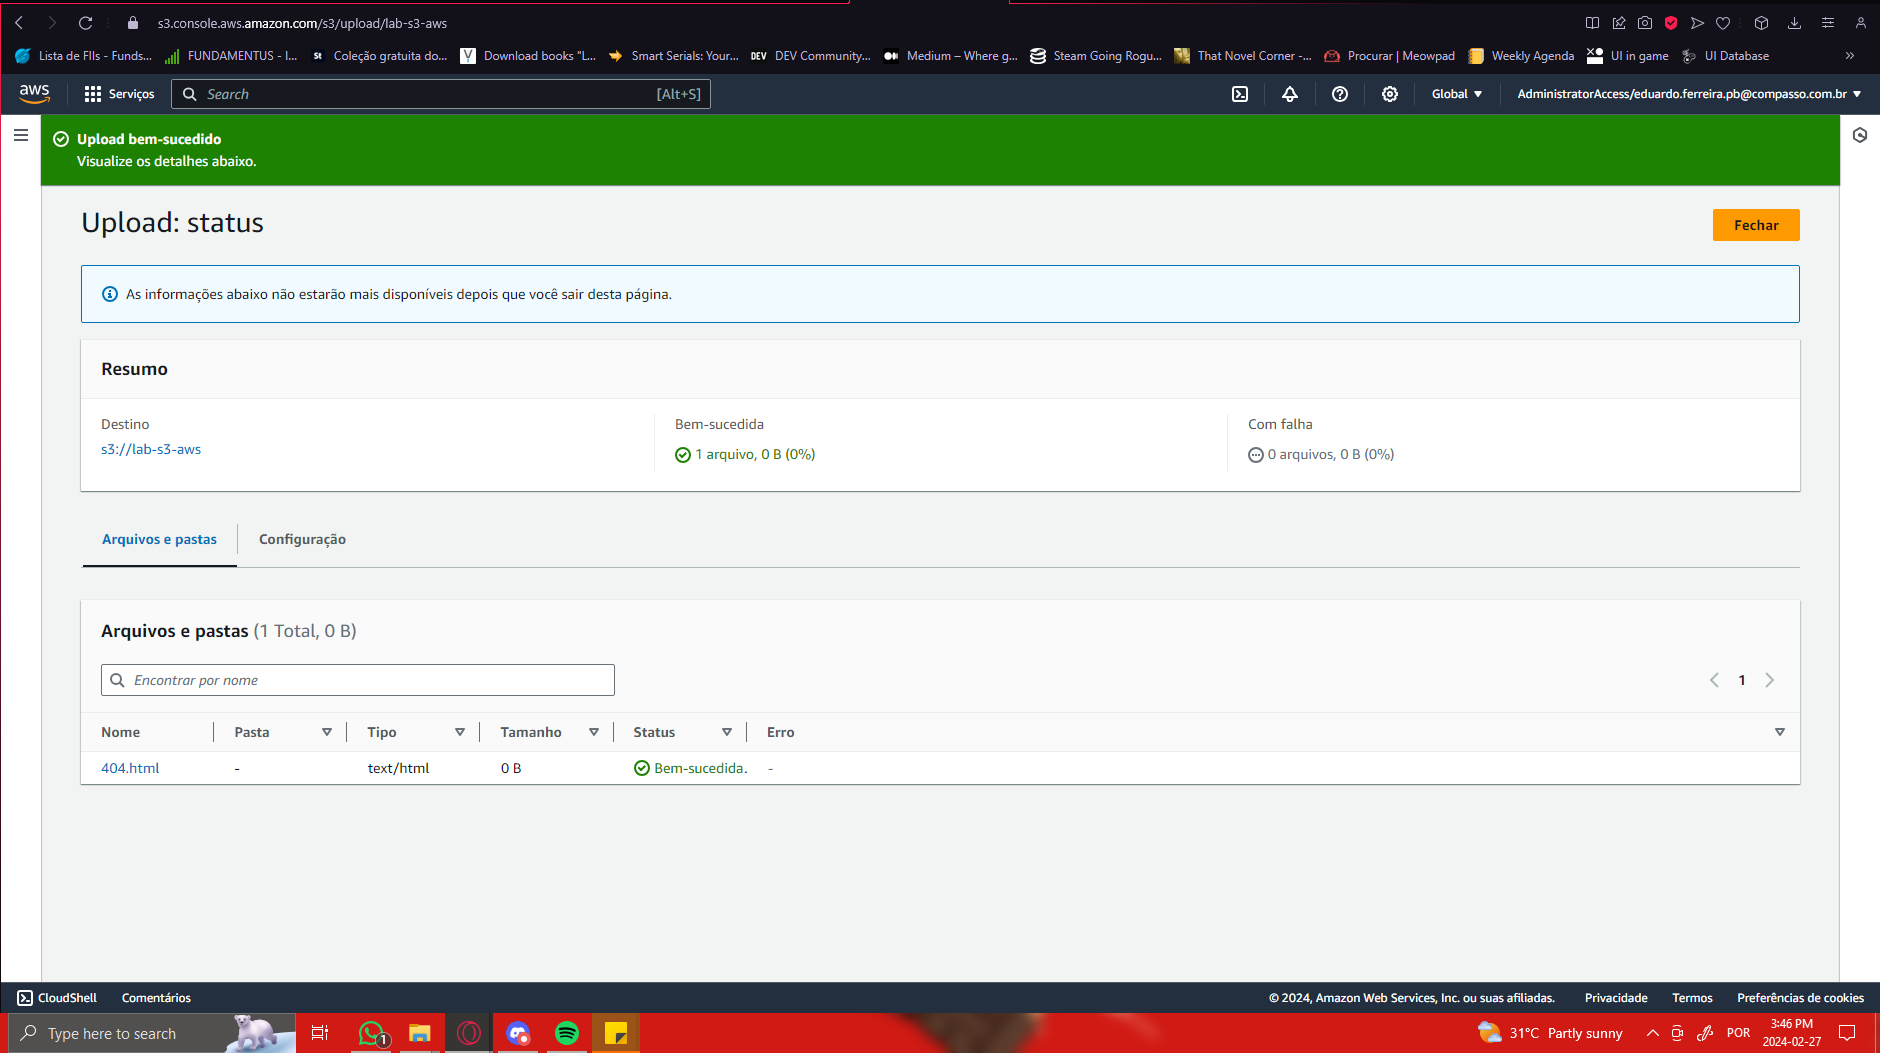 s3.console.aws.amazon.com/s3/upload/lab-s3-aws
Lista de FIIs - Funds...
FUNDAMENTUS - I...
St Coleção gratuita do...
V Download books "L...
Smart Serials: Your...
DEV DEV Community...
Medium – Where g...
Steam Going Rogu...
That Novel Corner -...
Procurar | Meowpad
Weekly Agenda
UI in game
UI Database
aws
Serviços
Search
[Alt+S]
Global
AdministratorAccess/eduardo.ferreira.pb@compasso.com.br
Upload bem-sucedido
Visualize os detalhes abaixo.
Upload: status
Fechar
As informações abaixo não estarão mais disponíveis depois que você sair desta página.
Resumo
Destino
s3://lab-s3-aws
Bem-sucedida
1 arquivo, 0 B (0%)
Com falha
0 arquivos, 0 B (0%)
Arquivos e pastas
Configuração
Arquivos e pastas (1 Total, 0 B)
Encontrar por nome
1
Nome
Pasta
Tipo
Tamanho
Status
Erro
404.html
-
text/html
0 B
Bem-sucedida.
-
CloudShell
Comentários
© 2024, Amazon Web Services, Inc. ou suas afiliadas.
Privacidade
Termos
Preferências de cookies
Type here to search
1
31°C Partly sunny
POR
3:46 PM
2024-02-27